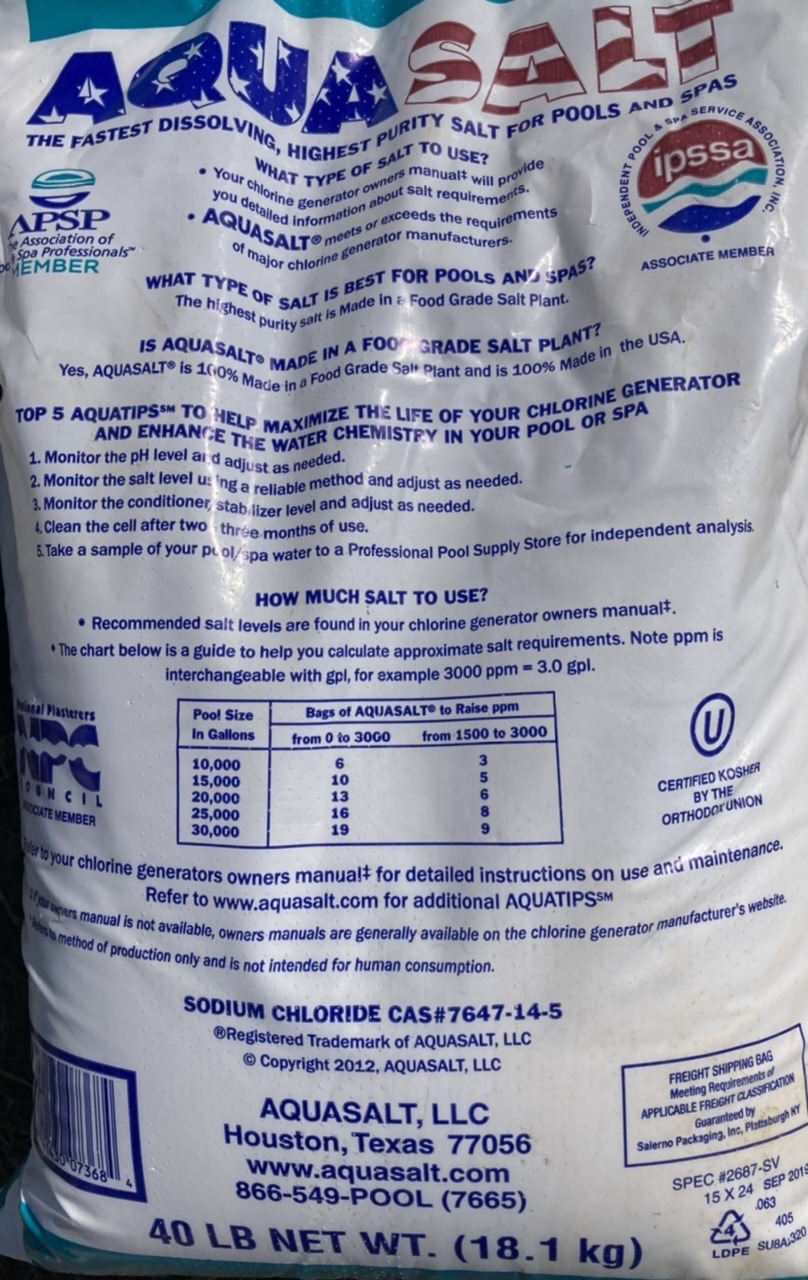 AQUASALT
THE FASTEST DISSOLVING, HIGHEST PURITY SALT FOR POOLS AND SPAS
WHAT TYPE OF SALT TO USE?
• Your chlorine generator owners manual‡ will provide
you detailed information about salt requirements.
• AQUASALT® meets or exceeds the requirements
of major chlorine generator manufacturers.
APSP
Association of
Spa Professionals™
MEMBER
INDEPENDENT POOL & SPA SERVICE ASSOCIATION, INC.
ipssa
ASSOCIATE MEMBER
WHAT TYPE OF SALT IS BEST FOR POOLS AND SPAS?
The highest purity salt is Made in a Food Grade Salt Plant.
IS AQUASALT® MADE IN A FOOD GRADE SALT PLANT?
Yes, AQUASALT® is 100% Made in a Food Grade Salt Plant and is 100% Made in the USA.
TOP 5 AQUATIPS℠ TO HELP MAXIMIZE THE LIFE OF YOUR CHLORINE GENERATOR
AND ENHANCE THE WATER CHEMISTRY IN YOUR POOL OR SPA
1. Monitor the pH level and adjust as needed.
2. Monitor the salt level using a reliable method and adjust as needed.
3. Monitor the conditioner/stabilizer level and adjust as needed.
4. Clean the cell after two - three months of use.
5. Take a sample of your pool/spa water to a Professional Pool Supply Store for independent analysis.
HOW MUCH SALT TO USE?
• Recommended salt levels are found in your chlorine generator owners manual‡.
• The chart below is a guide to help you calculate approximate salt requirements. Note ppm is
interchangeable with gpl, for example 3000 ppm = 3.0 gpl.
Plasterers
COUNCIL
ASSOCIATE MEMBER
Pool Size Bags of AQUASALT® to Raise ppm
In Gallons from 0 to 3000 from 1500 to 3000
10,000 6 3
15,000 10 5
20,000 13 6
25,000 16 8
30,000 19 9
U
CERTIFIED KOSHER
BY THE
ORTHODOX UNION
Refer to your chlorine generators owners manual‡ for detailed instructions on use and maintenance.
Refer to www.aquasalt.com for additional AQUATIPS℠
‡ If your owners manual is not available, owners manuals are generally available on the chlorine generator manufacturer's website.
Refers to method of production only and is not intended for human consumption.
SODIUM CHLORIDE CAS#7647-14-5
®Registered Trademark of AQUASALT, LLC
© Copyright 2012, AQUASALT, LLC
AQUASALT, LLC
Houston, Texas 77056
www.aquasalt.com
866-549-POOL (7665)
40 LB NET WT. (18.1 kg)
07368 4
FREIGHT SHIPPING BAG
Meeting Requirements of
APPLICABLE FREIGHT CLASSIFICATION
Guaranteed by
Salerno Packaging, Inc, Plattsburgh NY
SPEC #2687-SV
15 X 24 SEP 2019
.063
405
4
LDPE